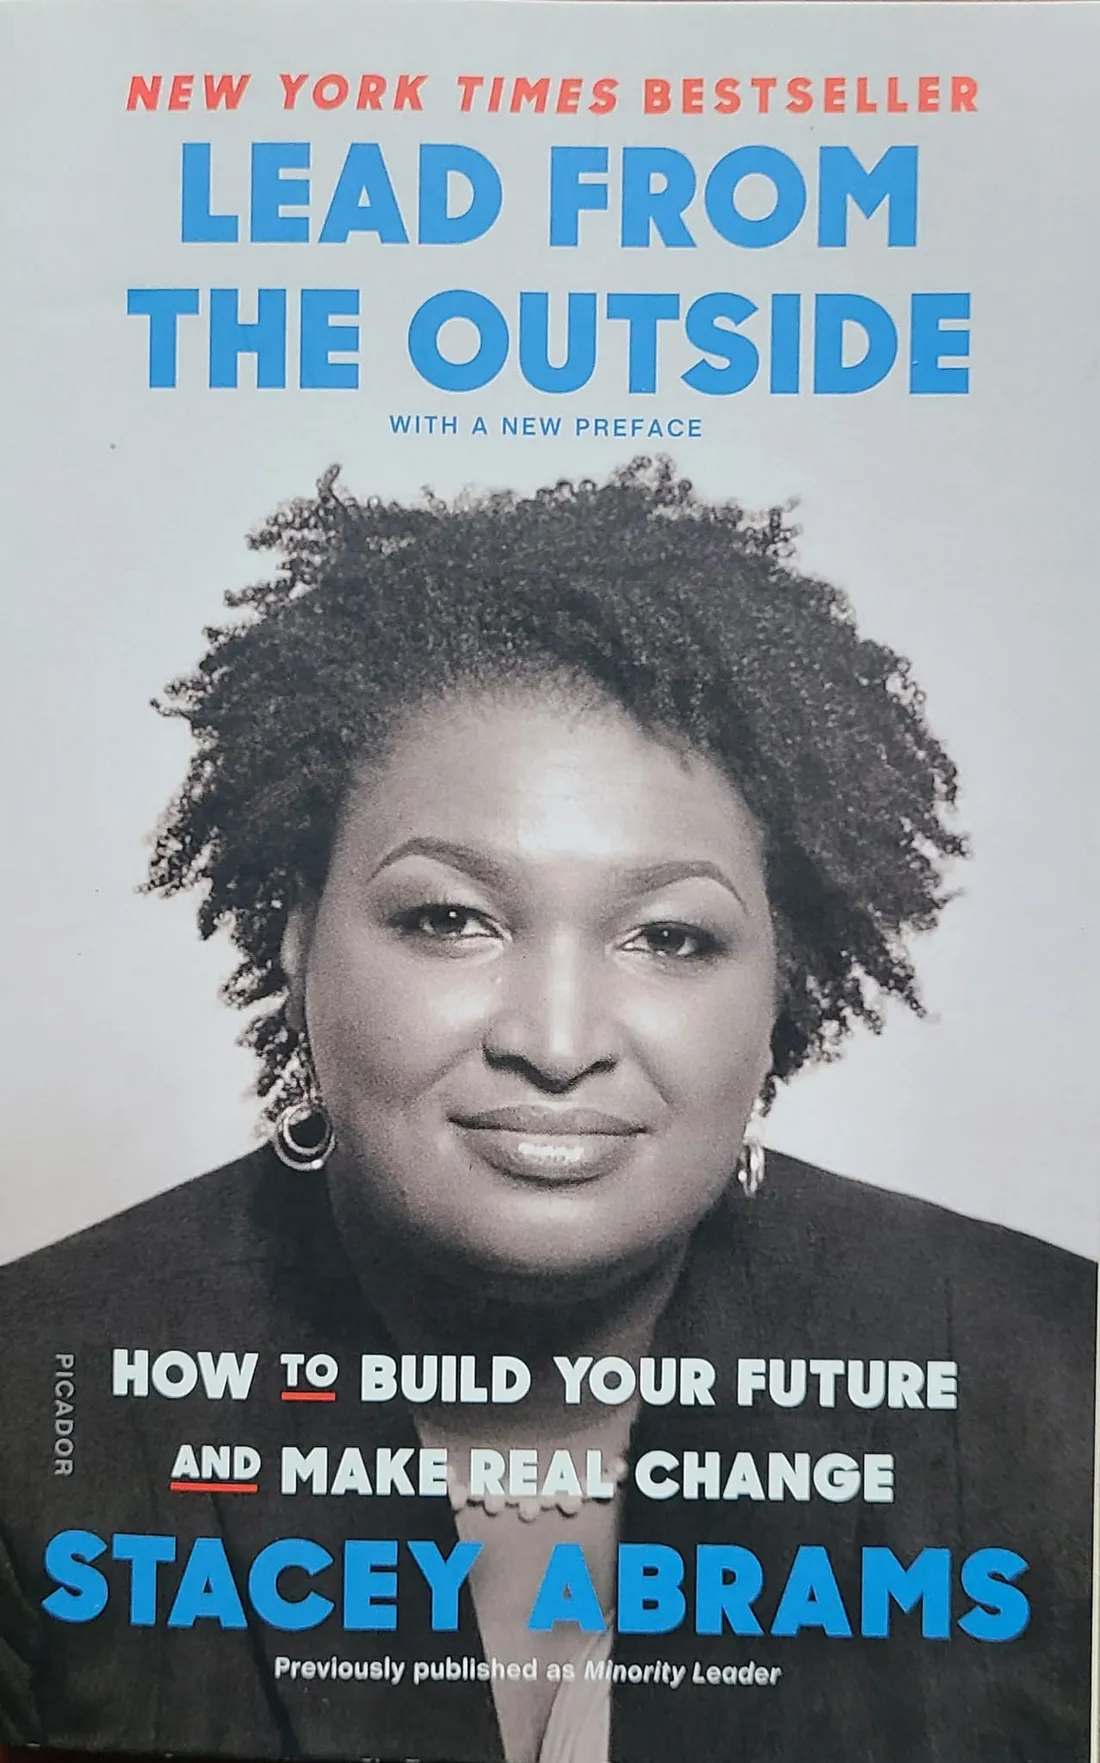 NEW YORK TIMES BESTSELLER
LEAD FROM
THE OUTSIDE
WITH A NEW PREFACE
PICADOR
HOW TO BUILD YOUR FUTURE
AND MAKE REAL CHANGE
STACEY ABRAMS
Previously published as Minority Leader